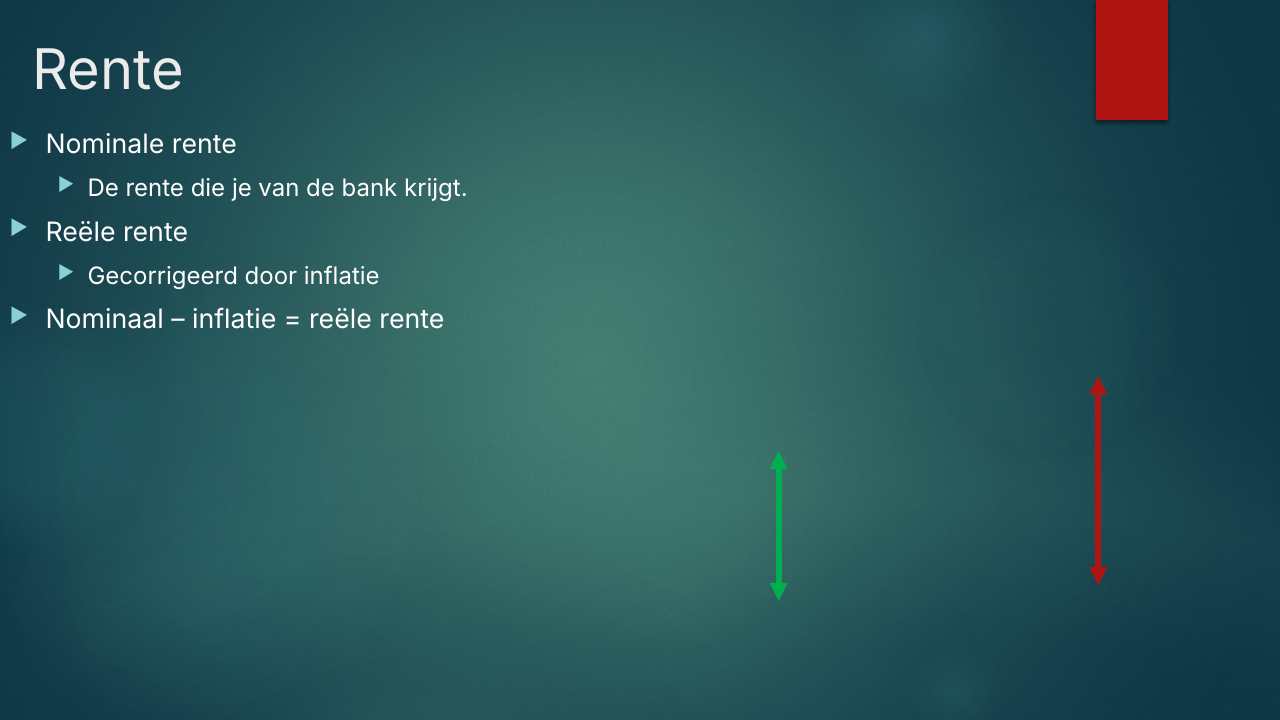 Rente
Nominale rente
De rente die je van de bank krijgt.
Reële rente
Gecorrigeerd door inflatie
Nominaal – inflatie = reële rente